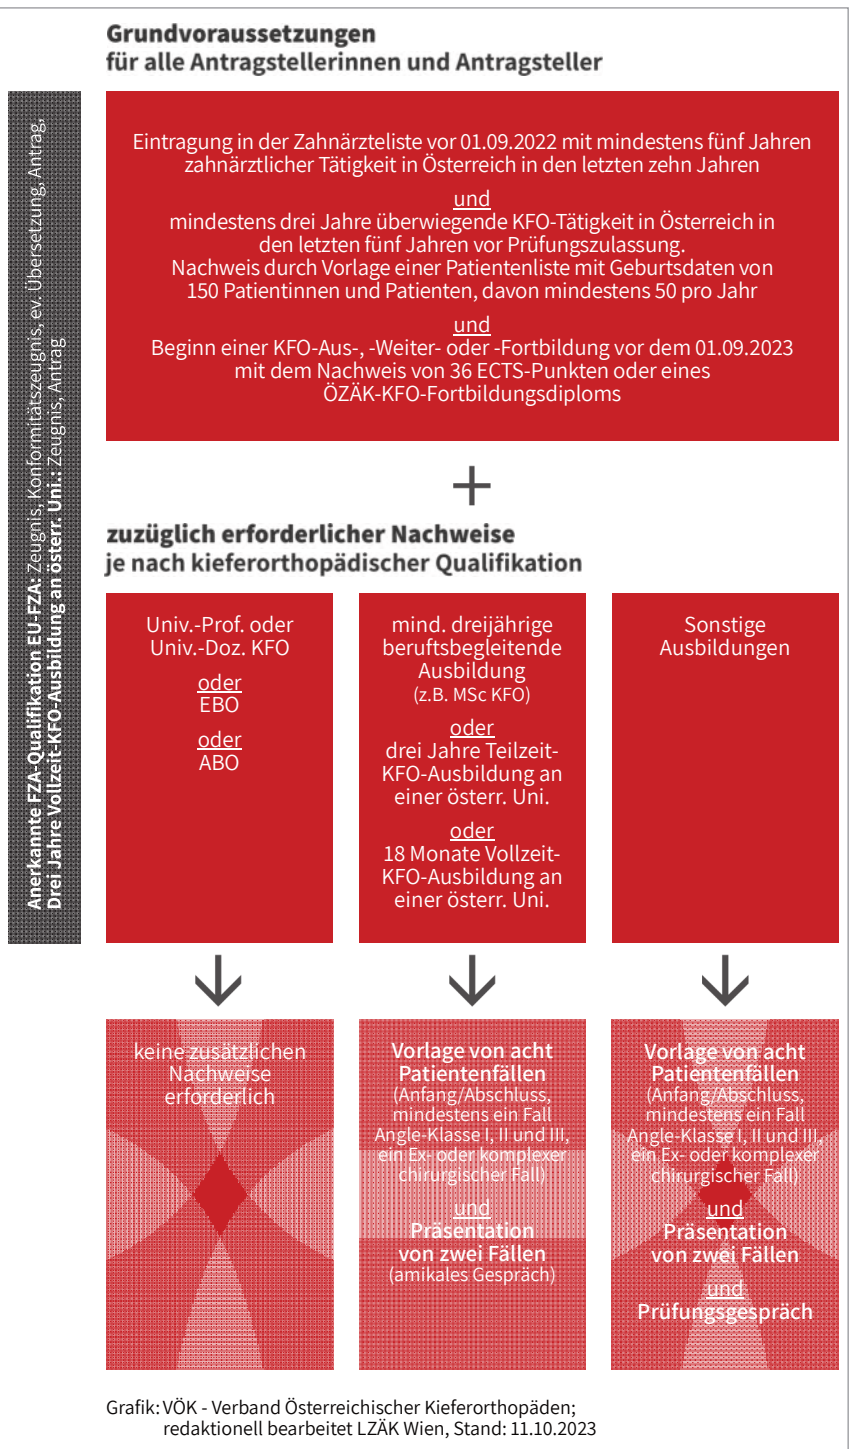 Grundvoraussetzungen
für alle Antragstellerinnen und Antragsteller
Anerkannte FZA-Qualifikation EU-FZA: Zeugnis, Konformitätszeugnis, ev. Übersetzung, Antrag,
Drei Jahre Vollzeit-KFO-Ausbildung an österr. Uni.: Zeugnis, Antrag
Eintragung in der Zahnärzteliste vor 01.09.2022 mit mindestens fünf Jahren
zahnärztlicher Tätigkeit in Österreich in den letzten zehn Jahren
und
mindestens drei Jahre überwiegende KFO-Tätigkeit in Österreich in
den letzten fünf Jahren vor Prüfungszulassung.
Nachweis durch Vorlage einer Patientenliste mit Geburtsdaten von
150 Patientinnen und Patienten, davon mindestens 50 pro Jahr
und
Beginn einer KFO-Aus-, -Weiter- oder -Fortbildung vor dem 01.09.2023
mit dem Nachweis von 36 ECTS-Punkten oder eines
ÖZÄK-KFO-Fortbildungsdiploms
+
zuzüglich erforderlicher Nachweise
je nach kieferorthopädischer Qualifikation
Univ.-Prof. oder
Univ.-Doz. KFO
oder
EBO
oder
ABO
mind. dreijährige
beruftsbegleitende
Ausbildung
(z.B. MSc KFO)
oder
drei Jahre Teilzeit-
KFO-Ausbildung an
einer österr. Uni.
oder
18 Monate Vollzeit-
KFO-Ausbildung an
einer österr. Uni.
Sonstige
Ausbildungen
keine zusätzlichen
Nachweise
erforderlich
Vorlage von acht
Patientenfällen
(Anfang/Abschluss,
mindestens ein Fall
Angle-Klasse I, II und III,
ein Ex- oder komplexer
chirurgischer Fall)
und
Präsentation
von zwei Fällen
(amikales Gespräch)
Vorlage von acht
Patientenfällen
(Anfang/Abschluss,
mindestens ein Fall
Angle-Klasse I, II und III,
ein Ex- oder komplexer
chirurgischer Fall)
und
Präsentation
von zwei Fällen
und
Prüfungsgespräch
Grafik: VÖK - Verband Österreichischer Kieferorthopäden;
redaktionell bearbeitet LZÄK Wien, Stand: 11.10.2023